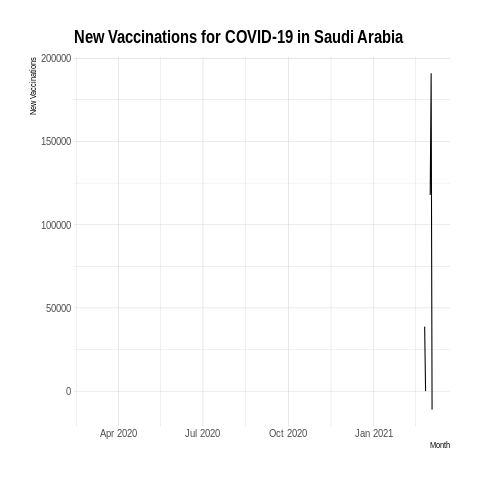 New Vaccinations for COVID-19 in Saudi Arabia
New Vaccinations
200000
150000
100000
50000
0
Apr 2020 Jul 2020 Oct 2020 Jan 2021
Month